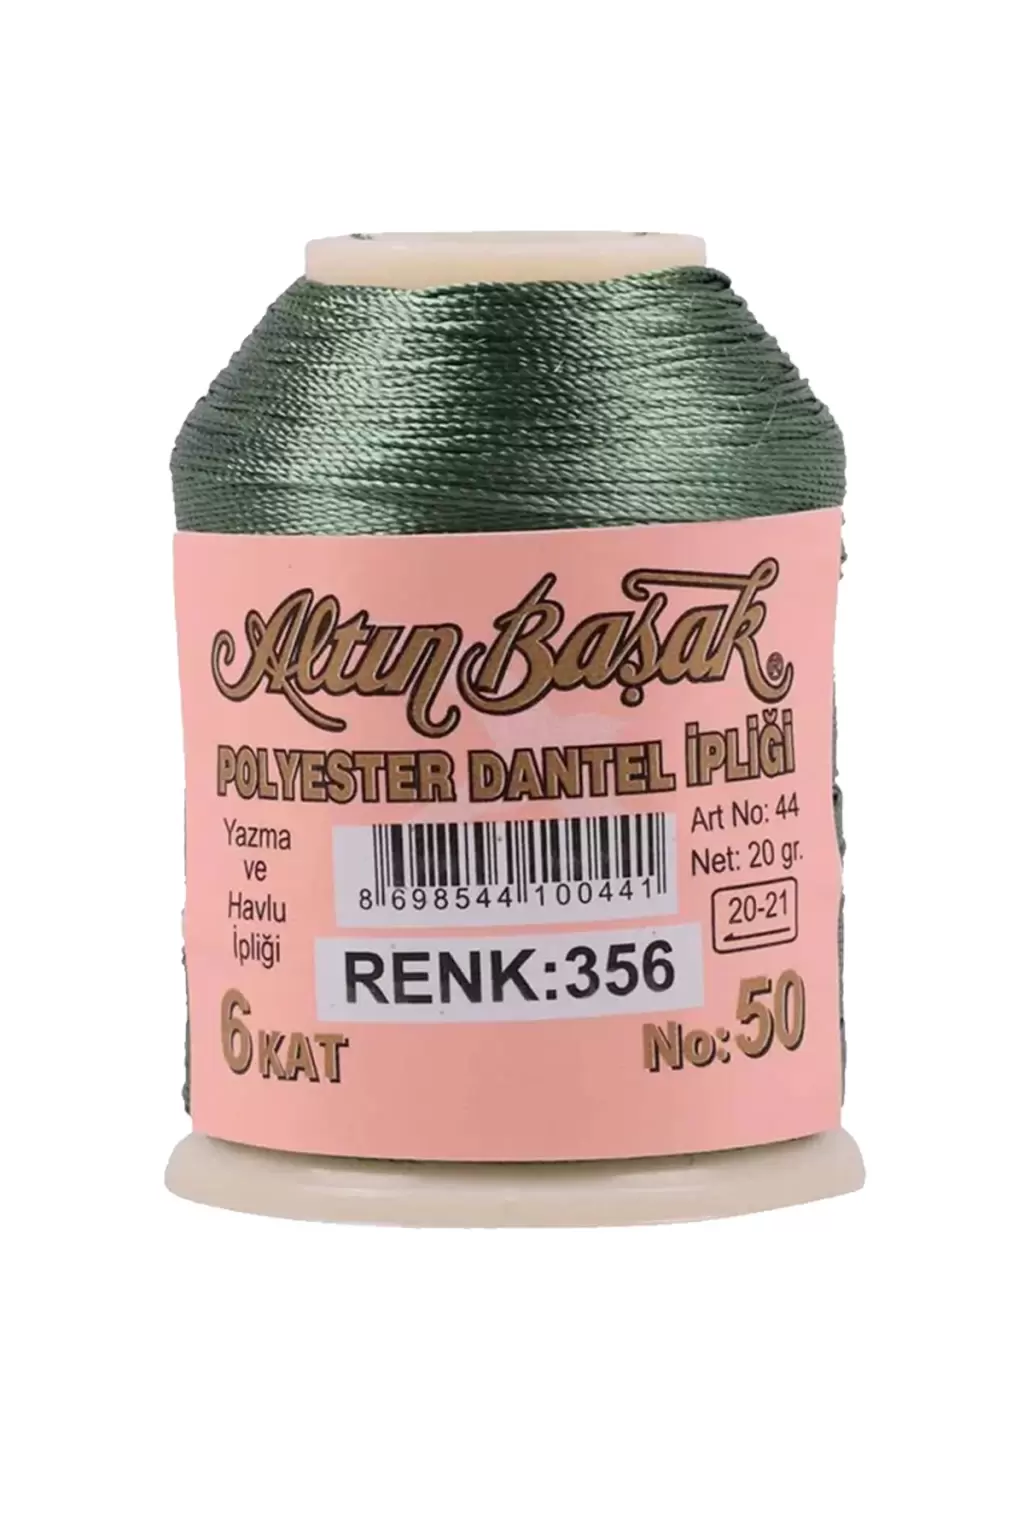 Altın Başak®
POLYESTER DANTEL İPLİĞİ
Yazma
ve
Havlu
İpliği
8 698544 100441
Art No: 44
Net: 20 gr.
20-21
RENK:356
6 KAT
No: 50